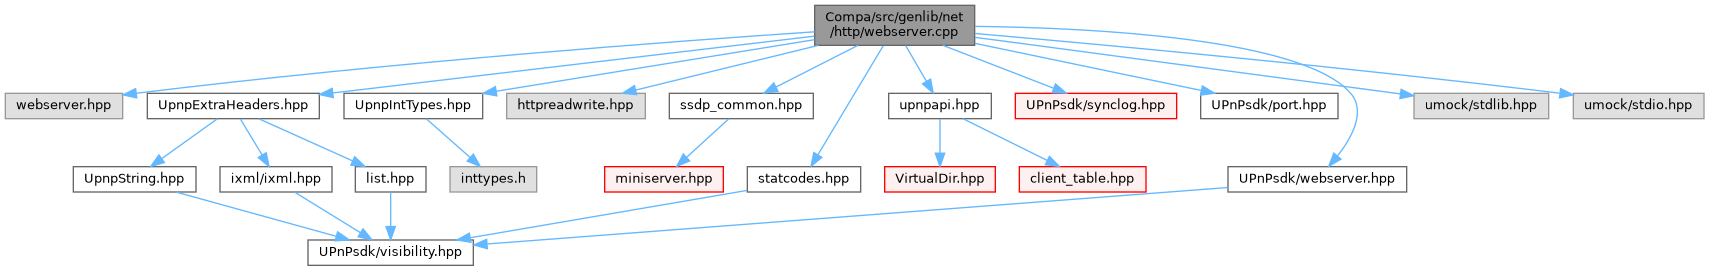 Compa/src/genlib/net
/http/webserver.cpp
webserver.hpp
UpnpExtraHeaders.hpp
UpnpIntTypes.hpp
httpreadwrite.hpp
ssdp_common.hpp
upnpapi.hpp
UPnPsdk/synclog.hpp
UPnPsdk/port.hpp
umock/stdlib.hpp
umock/stdio.hpp
UpnpString.hpp
ixml/ixml.hpp
list.hpp
inttypes.h
miniserver.hpp
statcodes.hpp
VirtualDir.hpp
client_table.hpp
UPnPsdk/webserver.hpp
UPnPsdk/visibility.hpp